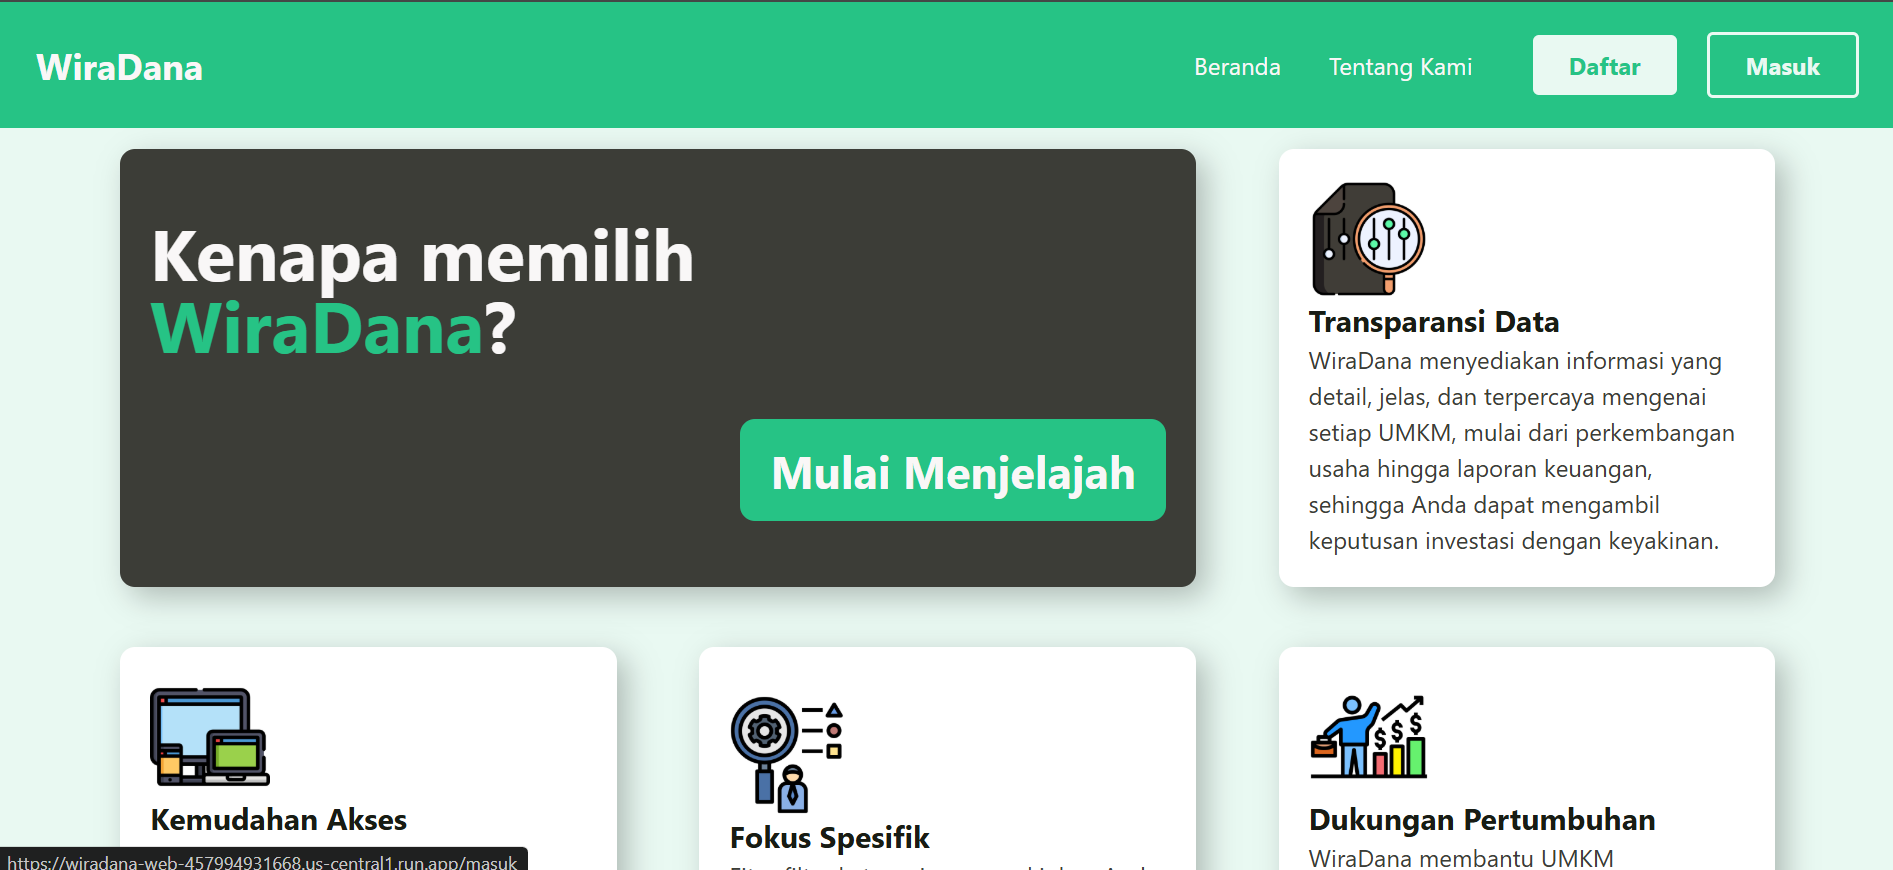 WiraDana
Beranda
Tentang Kami
Daftar
Masuk
Kenapa memilih
WiraDana?
Mulai Menjelajah
Transparansi Data
WiraDana menyediakan informasi yang
detail, jelas, dan terpercaya mengenai
setiap UMKM, mulai dari perkembangan
usaha hingga laporan keuangan,
sehingga Anda dapat mengambil
keputusan investasi dengan keyakinan.
Kemudahan Akses
Fokus Spesifik
Dukungan Pertumbuhan
WiraDana membantu UMKM
https://wiradana-web-457994931668.us-central1.run.app/masuk